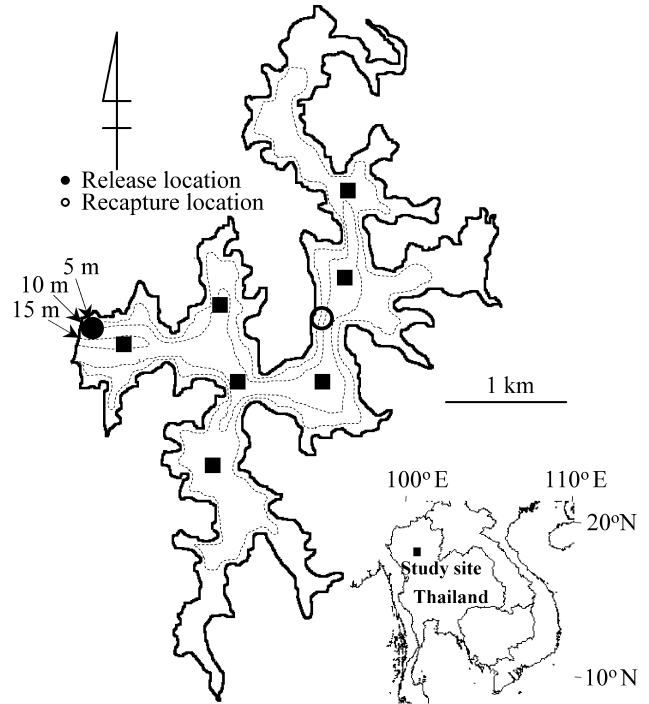 Release location
Recapture location
5 m
10 m
15 m
1 km
100°E 110°E
20°N
Study site
Thailand
10°N